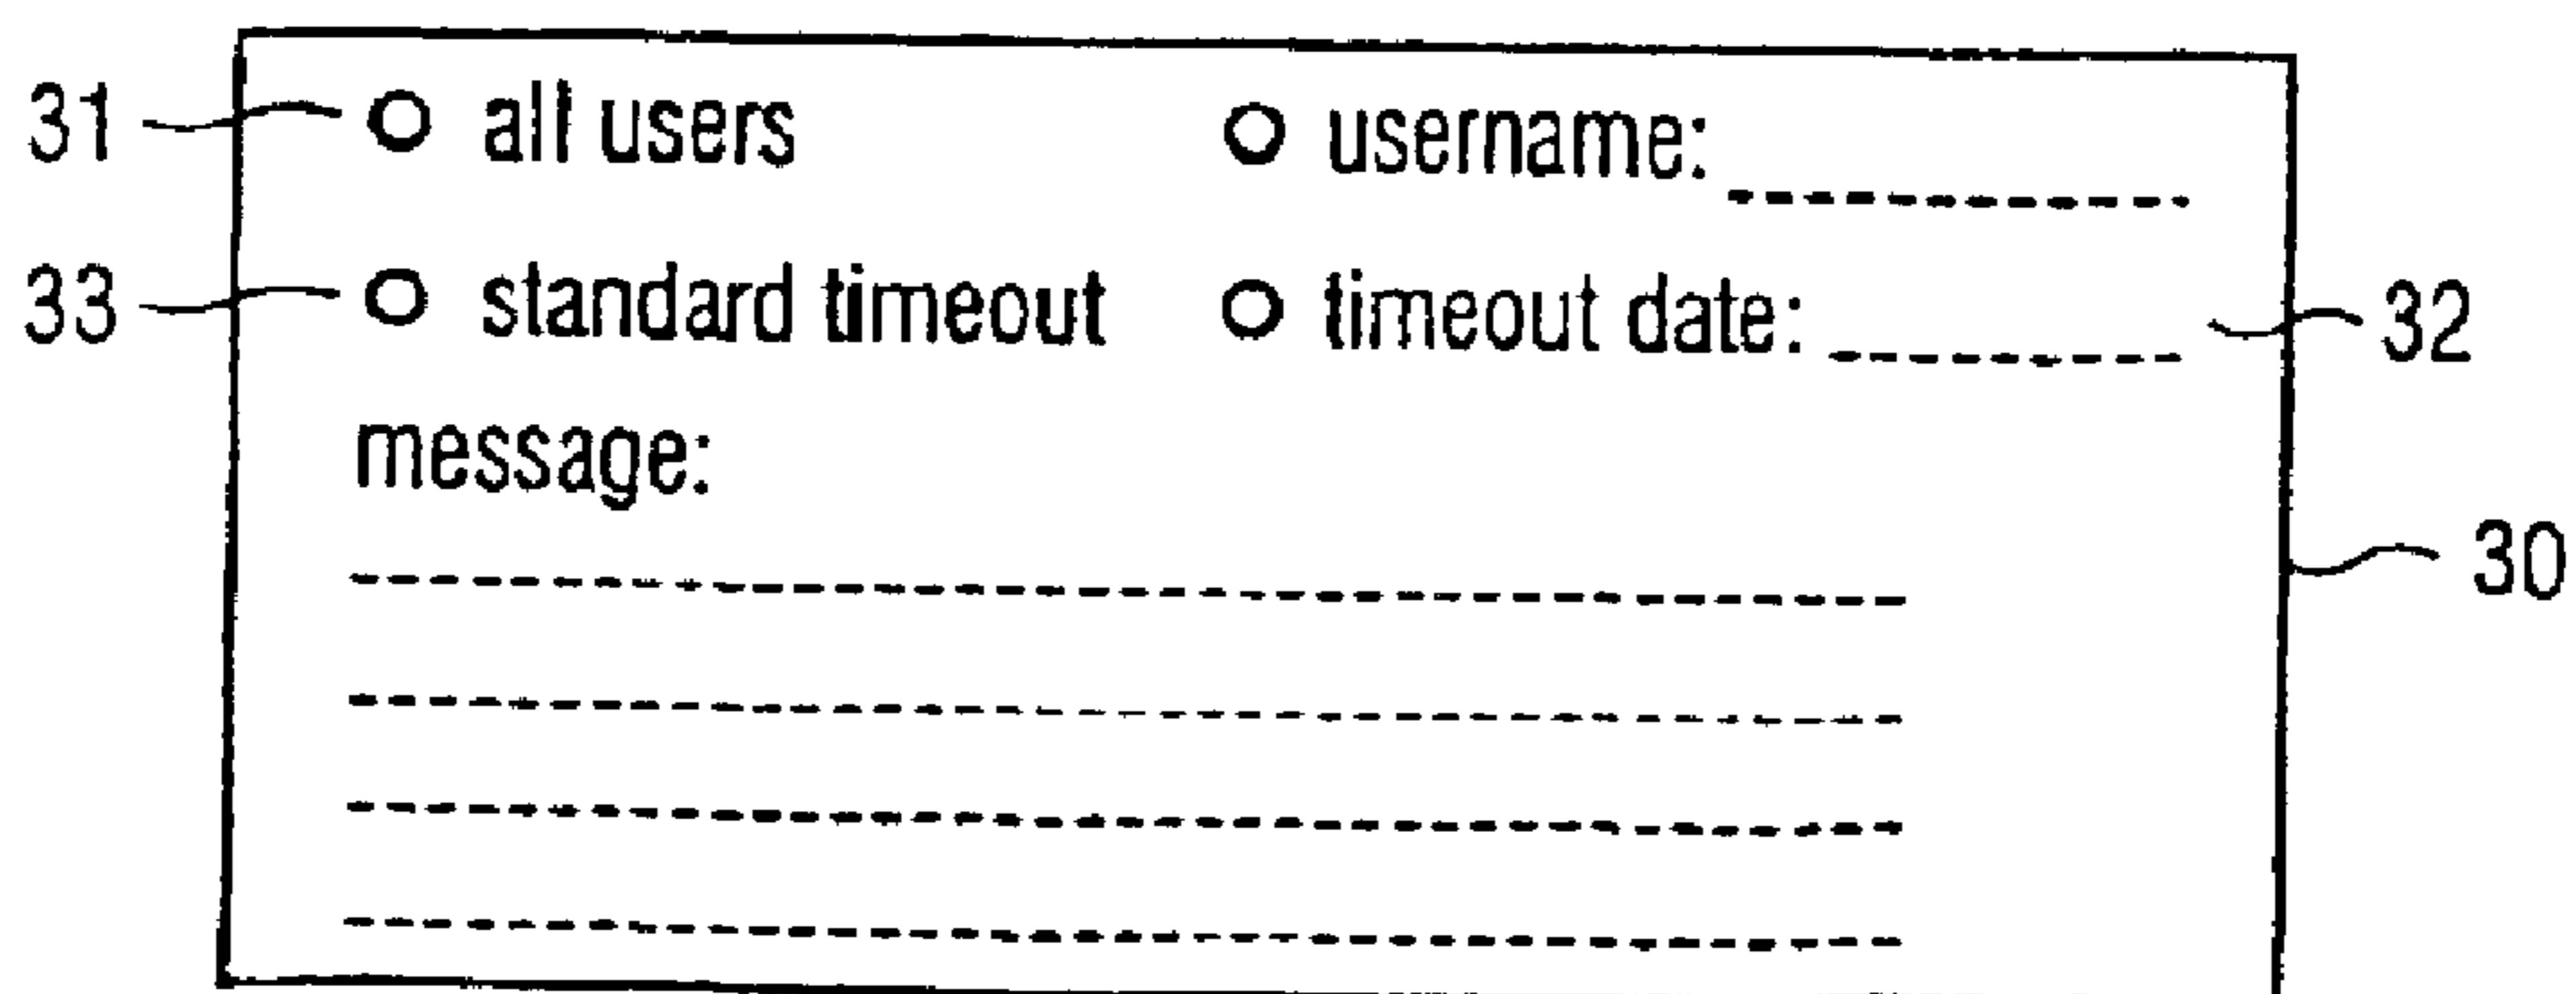 31 all users username:
33 standard timeout timeout date: 32
message:
30